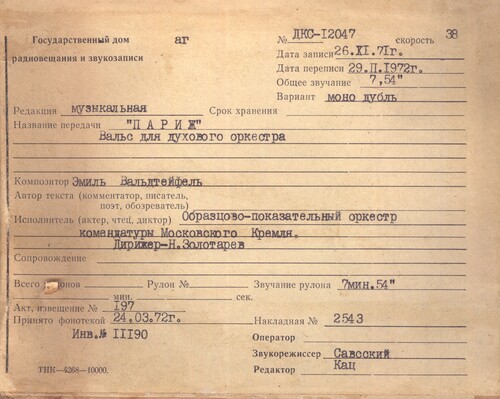 Государственный дом аг № ДКС-I2047 скорость 38
радиовещания и звукозаписи Дата записи 26.XI.71г.
Дата переписи 29.П.1972г.
Общее звучание 7,54"
Вариант моно дубль
Редакция музыкальная Срок хранения
Название передачи "ПАРИЖ"
Вальс для духового оркестра
Композитор Эмиль Вальдтейфель
Автор текста (комментатор, писатель,
поэт, обозреватель)
Исполнитель (актер, чтец, диктор) Образцово-показательный оркестр
комендатуры Московского Кремля.
Дирижер-Н.Золотарев
Сопровождение
Всего рулонов Рулон № Звучание рулона 7мин.54"
мин. сек.
Акт, извещение № 197
Принято фонотекой 24.03.72г. Накладная № 2543
Инв.№ III90
Оператор
Звукорежиссер Савсский
Редактор Кац
ТНК—4268—10000.